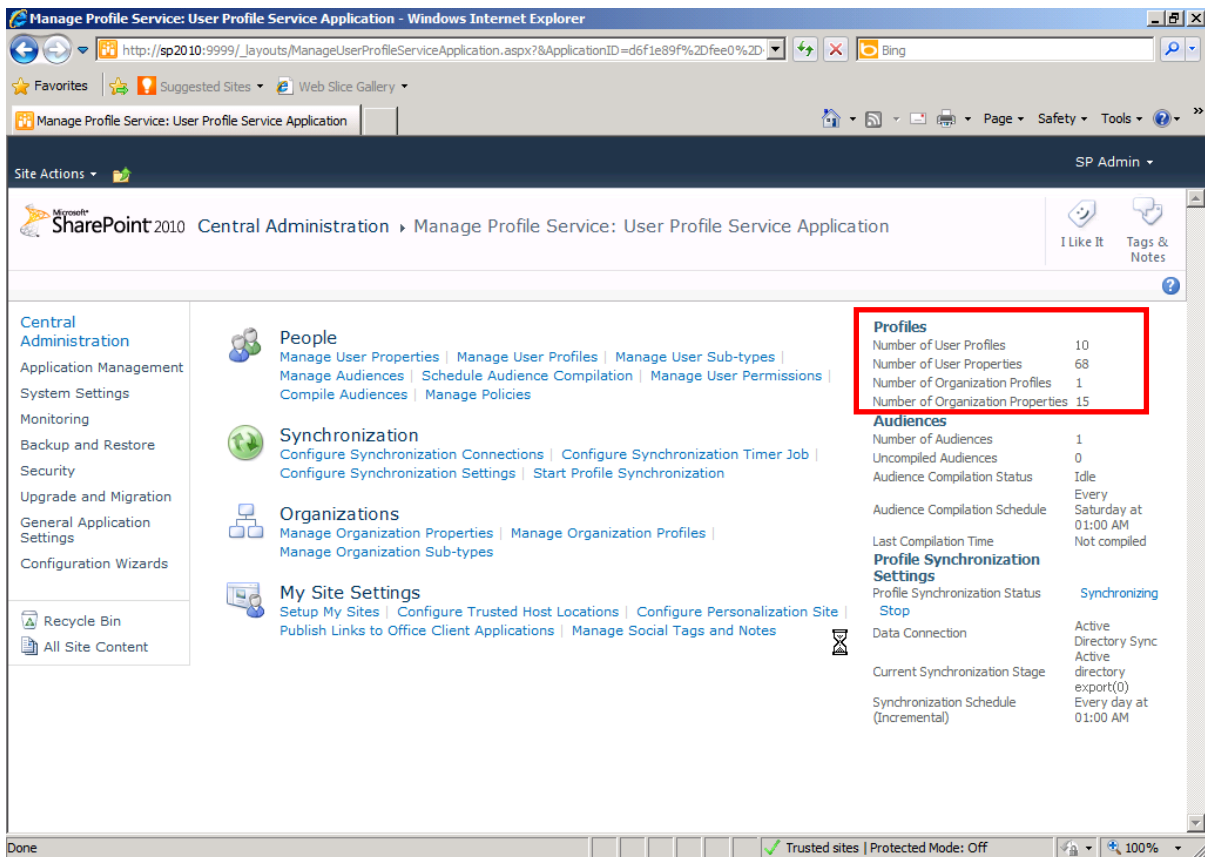 Manage Profile Service: User Profile Service Application - Windows Internet Explorer
http://sp2010:9999/_layouts/ManageUserProfileServiceApplication.aspx?&ApplicationID=d6f1e89f%2Dfee0%2D
Bing
Favorites
Suggested Sites
Web Slice Gallery
Manage Profile Service: User Profile Service Application
Page
Safety
Tools
»
SP Admin
Site Actions
Microsoft
SharePoint 2010
Central Administration
Manage Profile Service: User Profile Service Application
I Like It
Tags &
Notes
Central
Administration
Application Management
System Settings
Monitoring
Backup and Restore
Security
Upgrade and Migration
General Application
Settings
Configuration Wizards
Recycle Bin
All Site Content
People
Manage User Properties | Manage User Profiles | Manage User Sub-types |
Manage Audiences | Schedule Audience Compilation | Manage User Permissions |
Compile Audiences | Manage Policies
Synchronization
Configure Synchronization Connections | Configure Synchronization Timer Job |
Configure Synchronization Settings | Start Profile Synchronization
Organizations
Manage Organization Properties | Manage Organization Profiles |
Manage Organization Sub-types
My Site Settings
Setup My Sites | Configure Trusted Host Locations | Configure Personalization Site |
Publish Links to Office Client Applications | Manage Social Tags and Notes
Profiles
Number of User Profiles 10
Number of User Properties 68
Number of Organization Profiles 1
Number of Organization Properties 15
Audiences
Number of Audiences 1
Uncompiled Audiences 0
Audience Compilation Status Idle
Audience Compilation Schedule Every
Saturday at
01:00 AM
Last Compilation Time Not compiled
Profile Synchronization
Settings
Profile Synchronization Status Synchronizing
Stop
Data Connection Active
Directory Sync
Current Synchronization Stage Active
directory
export(0)
Synchronization Schedule Every day at
(Incremental) 01:00 AM
Done
Trusted sites | Protected Mode: Off
100%